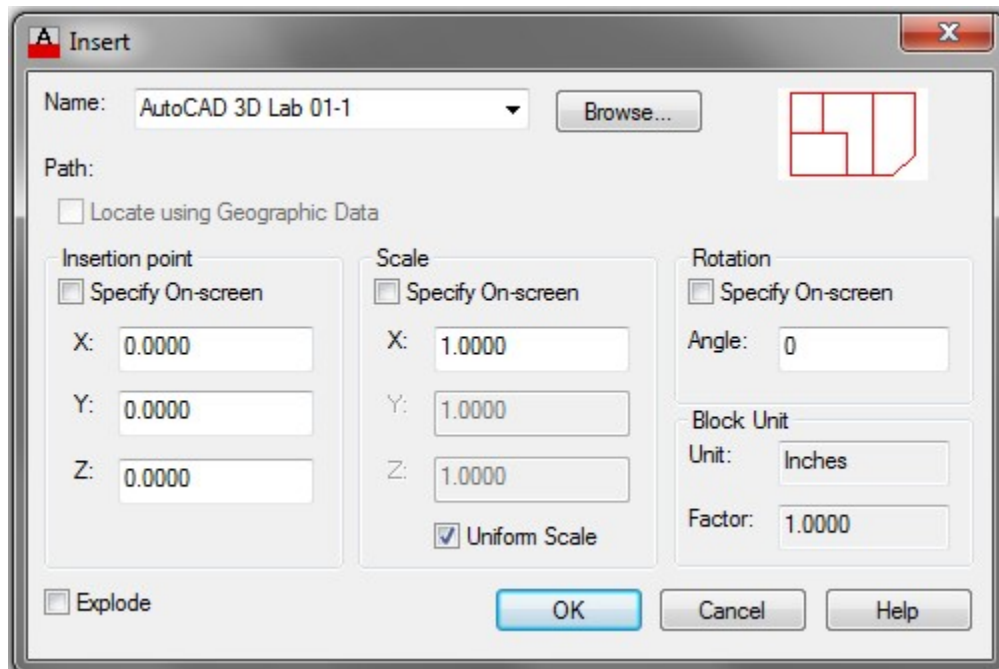 A Insert
Name: AutoCAD 3D Lab 01-1 Browse...
Path:
Locate using Geographic Data
Insertion point
Specify On-screen
X: 0.0000
Y: 0.0000
Z: 0.0000
Scale
Specify On-screen
X: 1.0000
Y: 1.0000
Z: 1.0000
Uniform Scale
Rotation
Specify On-screen
Angle: 0
Block Unit
Unit: Inches
Factor: 1.0000
Explode
OK Cancel Help